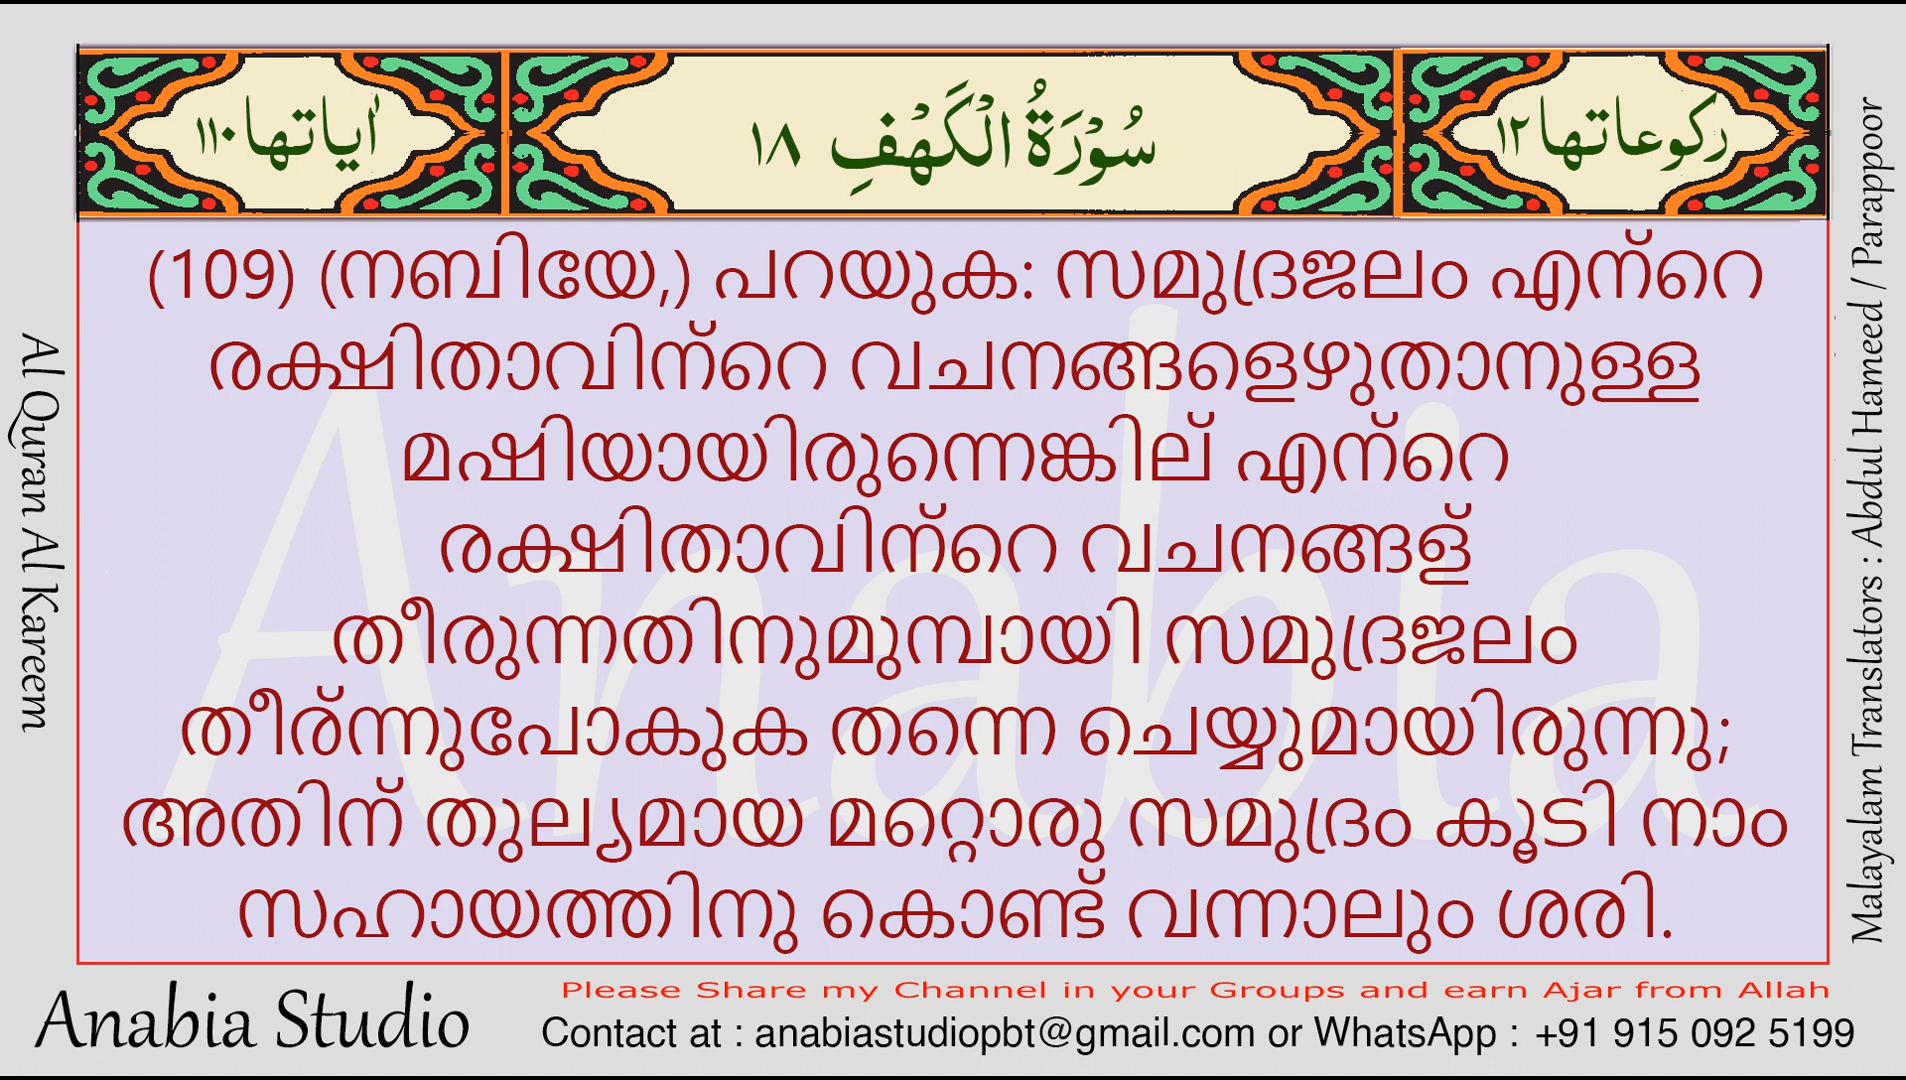 اٰیاتها ١١٠
سُوْرَةُ الْكَهْفِ ١٨
ركوعاتها ١٢
(109) (നബിയേ,) പറയുക: സമുദ്രജലം എന്റെ
രക്ഷിതാവിന്റെ വചനങ്ങളെഴുതാനുള്ള
മഷിയായിരുന്നെങ്കില് എന്റെ
രക്ഷിതാവിന്റെ വചനങ്ങള്
തീരുന്നതിനുമുമ്പായി സമുദ്രജലം
തീര്ന്നുപോകുക തന്നെ ചെയ്യുമായിരുന്നു;
അതിന് തുല്യമായ മറ്റൊരു സമുദ്രം കൂടി നാം
സഹായത്തിനു കൊണ്ട് വന്നാലും ശരി.
Anabia
Al Quran Al Kareem
Malayalam Translators : Abdul Hameed / Parappoor
Anabia Studio
Please Share my Channel in your Groups and earn Ajar from Allah
Contact at : anabiastudiopbt@gmail.com or WhatsApp : +91 915 092 5199